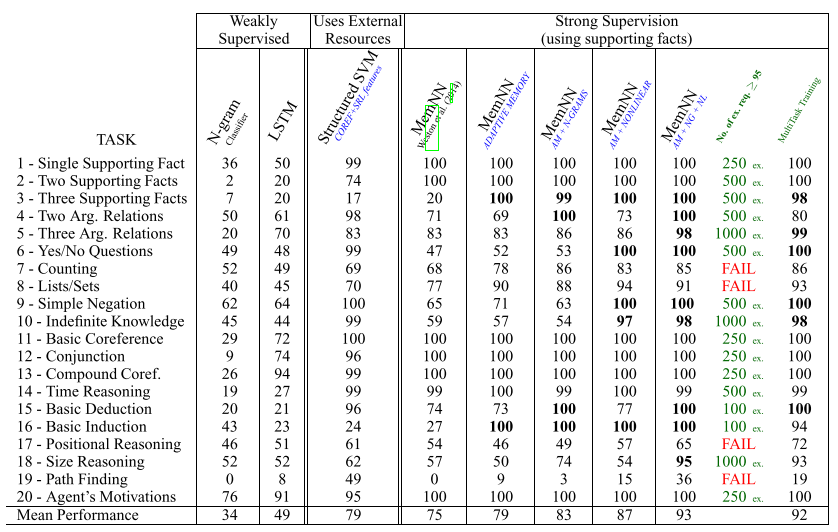 Weakly Supervised
Uses External Resources
Strong Supervision (using supporting facts)
TASK
N-gram Classifier
LSTM
Structured SVM COREF+SRL features
MemNN Weston et al. (2014)
MemNN ADAPTIVE MEMORY
MemNN AM + N-GRAMS
MemNN AM + NONLINEAR
MemNN AM + NG + NL
No. of ex. req. ≥ 95
MultiTask Training
1 - Single Supporting Fact 36 50 99 100 100 100 100 100 250 ex. 100
2 - Two Supporting Facts 2 20 74 100 100 100 100 100 500 ex. 100
3 - Three Supporting Facts 7 20 17 20 100 99 100 100 500 ex. 98
4 - Two Arg. Relations 50 61 98 71 69 100 73 100 500 ex. 80
5 - Three Arg. Relations 20 70 83 83 83 86 86 98 1000 ex. 99
6 - Yes/No Questions 49 48 99 47 52 53 100 100 500 ex. 100
7 - Counting 52 49 69 68 78 86 83 85 FAIL 86
8 - Lists/Sets 40 45 70 77 90 88 94 91 FAIL 93
9 - Simple Negation 62 64 100 65 71 63 100 100 500 ex. 100
10 - Indefinite Knowledge 45 44 99 59 57 54 97 98 1000 ex. 98
11 - Basic Coreference 29 72 100 100 100 100 100 100 250 ex. 100
12 - Conjunction 9 74 96 100 100 100 100 100 250 ex. 100
13 - Compound Coref. 26 94 99 100 100 100 100 100 250 ex. 100
14 - Time Reasoning 19 27 99 99 100 99 100 99 500 ex. 99
15 - Basic Deduction 20 21 96 74 73 100 77 100 100 ex. 100
16 - Basic Induction 43 23 24 27 100 100 100 100 100 ex. 94
17 - Positional Reasoning 46 51 61 54 46 49 57 65 FAIL 72
18 - Size Reasoning 52 52 62 57 50 74 54 95 1000 ex. 93
19 - Path Finding 0 8 49 0 9 3 15 36 FAIL 19
20 - Agent's Motivations 76 91 95 100 100 100 100 100 250 ex. 100
Mean Performance 34 49 79 75 79 83 87 93 92